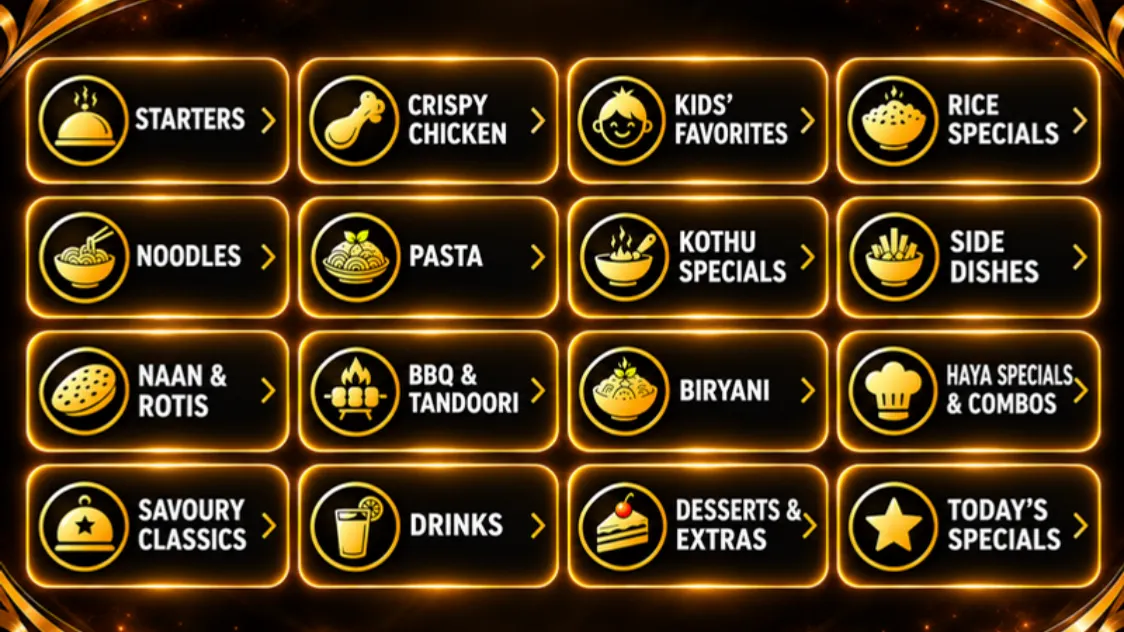 STARTERS
CRISPY
CHICKEN
KIDS'
FAVORITES
RICE
SPECIALS
NOODLES
PASTA
KOTHU
SPECIALS
SIDE
DISHES
NAAN &
ROTIS
BBQ &
TANDOORI
BIRYANI
HAYA SPECIALS
& COMBOS
SAVOURY
CLASSICS
DRINKS
DESSERTS &
EXTRAS
TODAY'S
SPECIALS